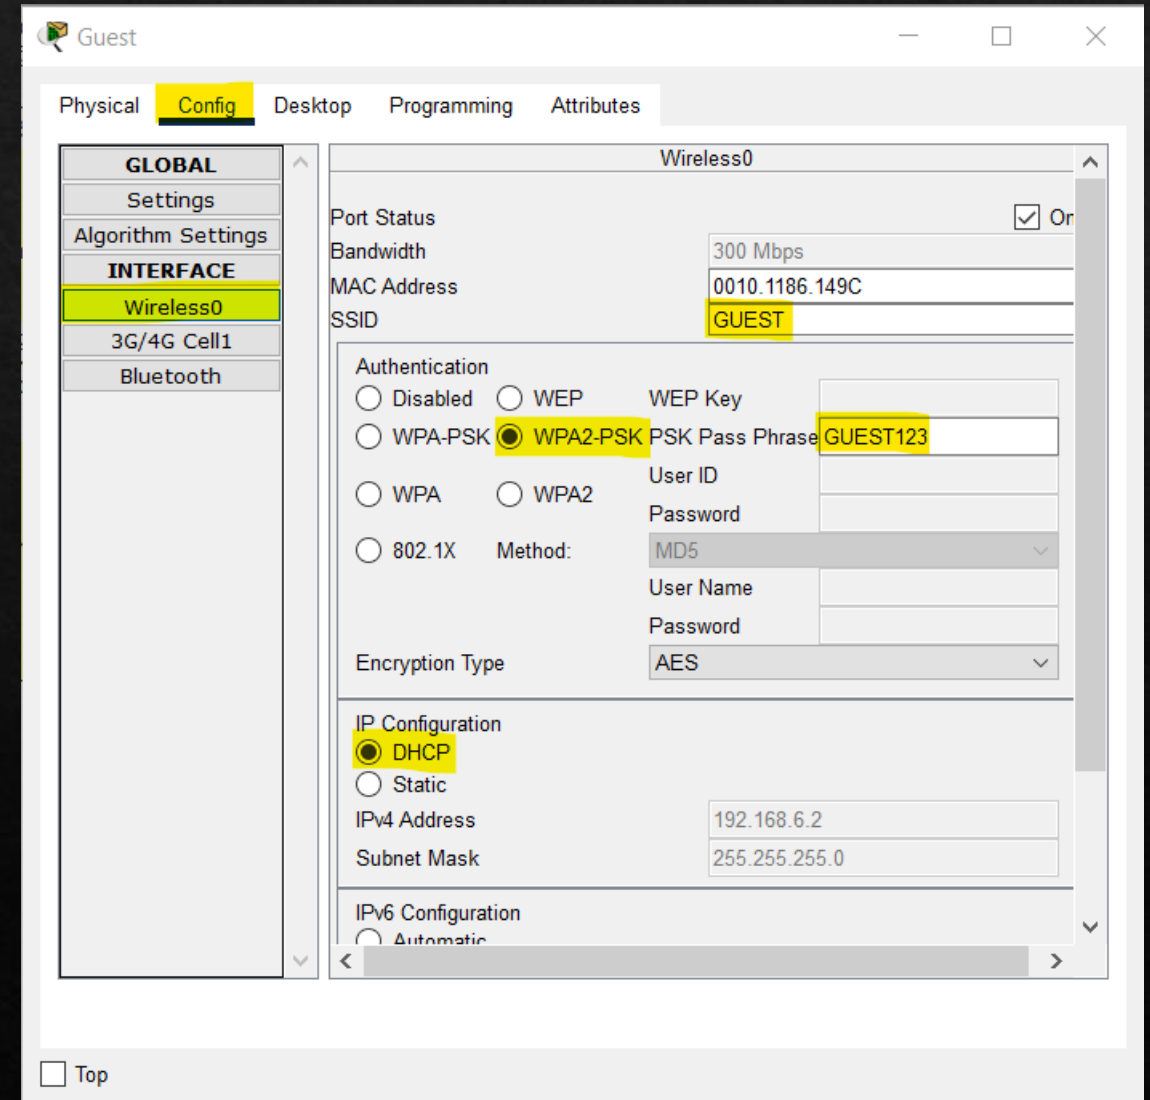 Guest
Physical Config Desktop Programming Attributes
GLOBAL
Settings
Algorithm Settings
INTERFACE
Wireless0
3G/4G Cell1
Bluetooth
Wireless0
Port Status On
Bandwidth 300 Mbps
MAC Address 0010.1186.149C
SSID GUEST
Authentication
Disabled WEP WEP Key
WPA-PSK WPA2-PSK PSK Pass Phrase GUEST123
User ID
WPA WPA2
Password
802.1X Method: MD5
User Name
Password
Encryption Type AES
IP Configuration
DHCP
Static
IPv4 Address 192.168.6.2
Subnet Mask 255.255.255.0
IPv6 Configuration
Automatic
Top